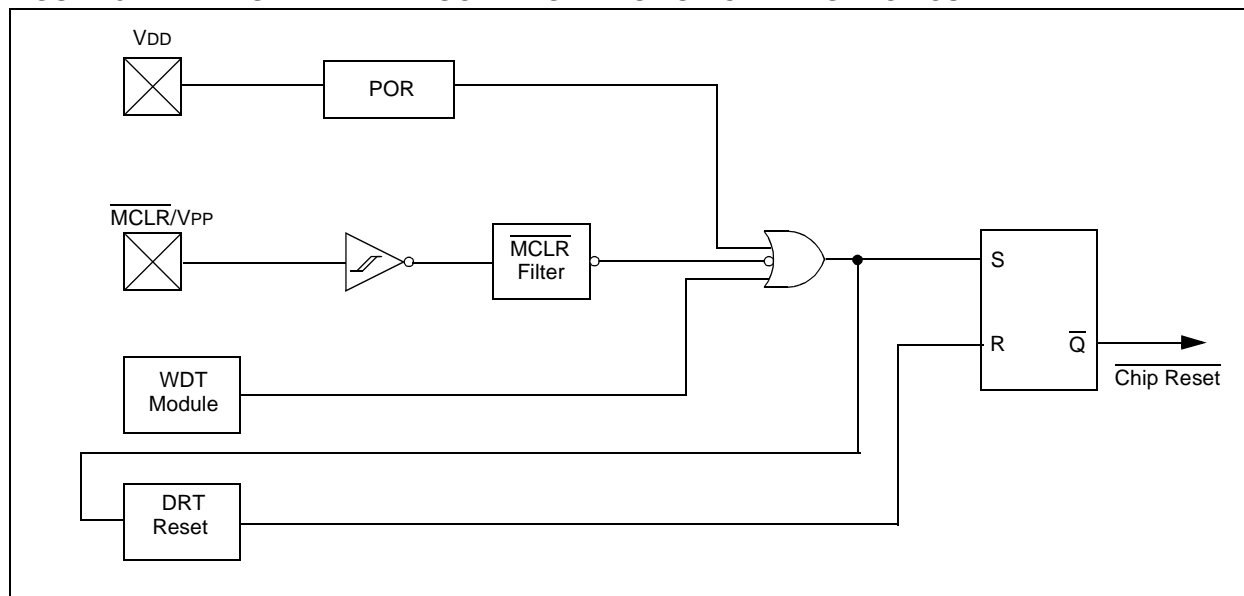 VDD
POR
MCLR/VPP
MCLR
Filter
S
R
Q
Chip Reset
WDT
Module
DRT
Reset